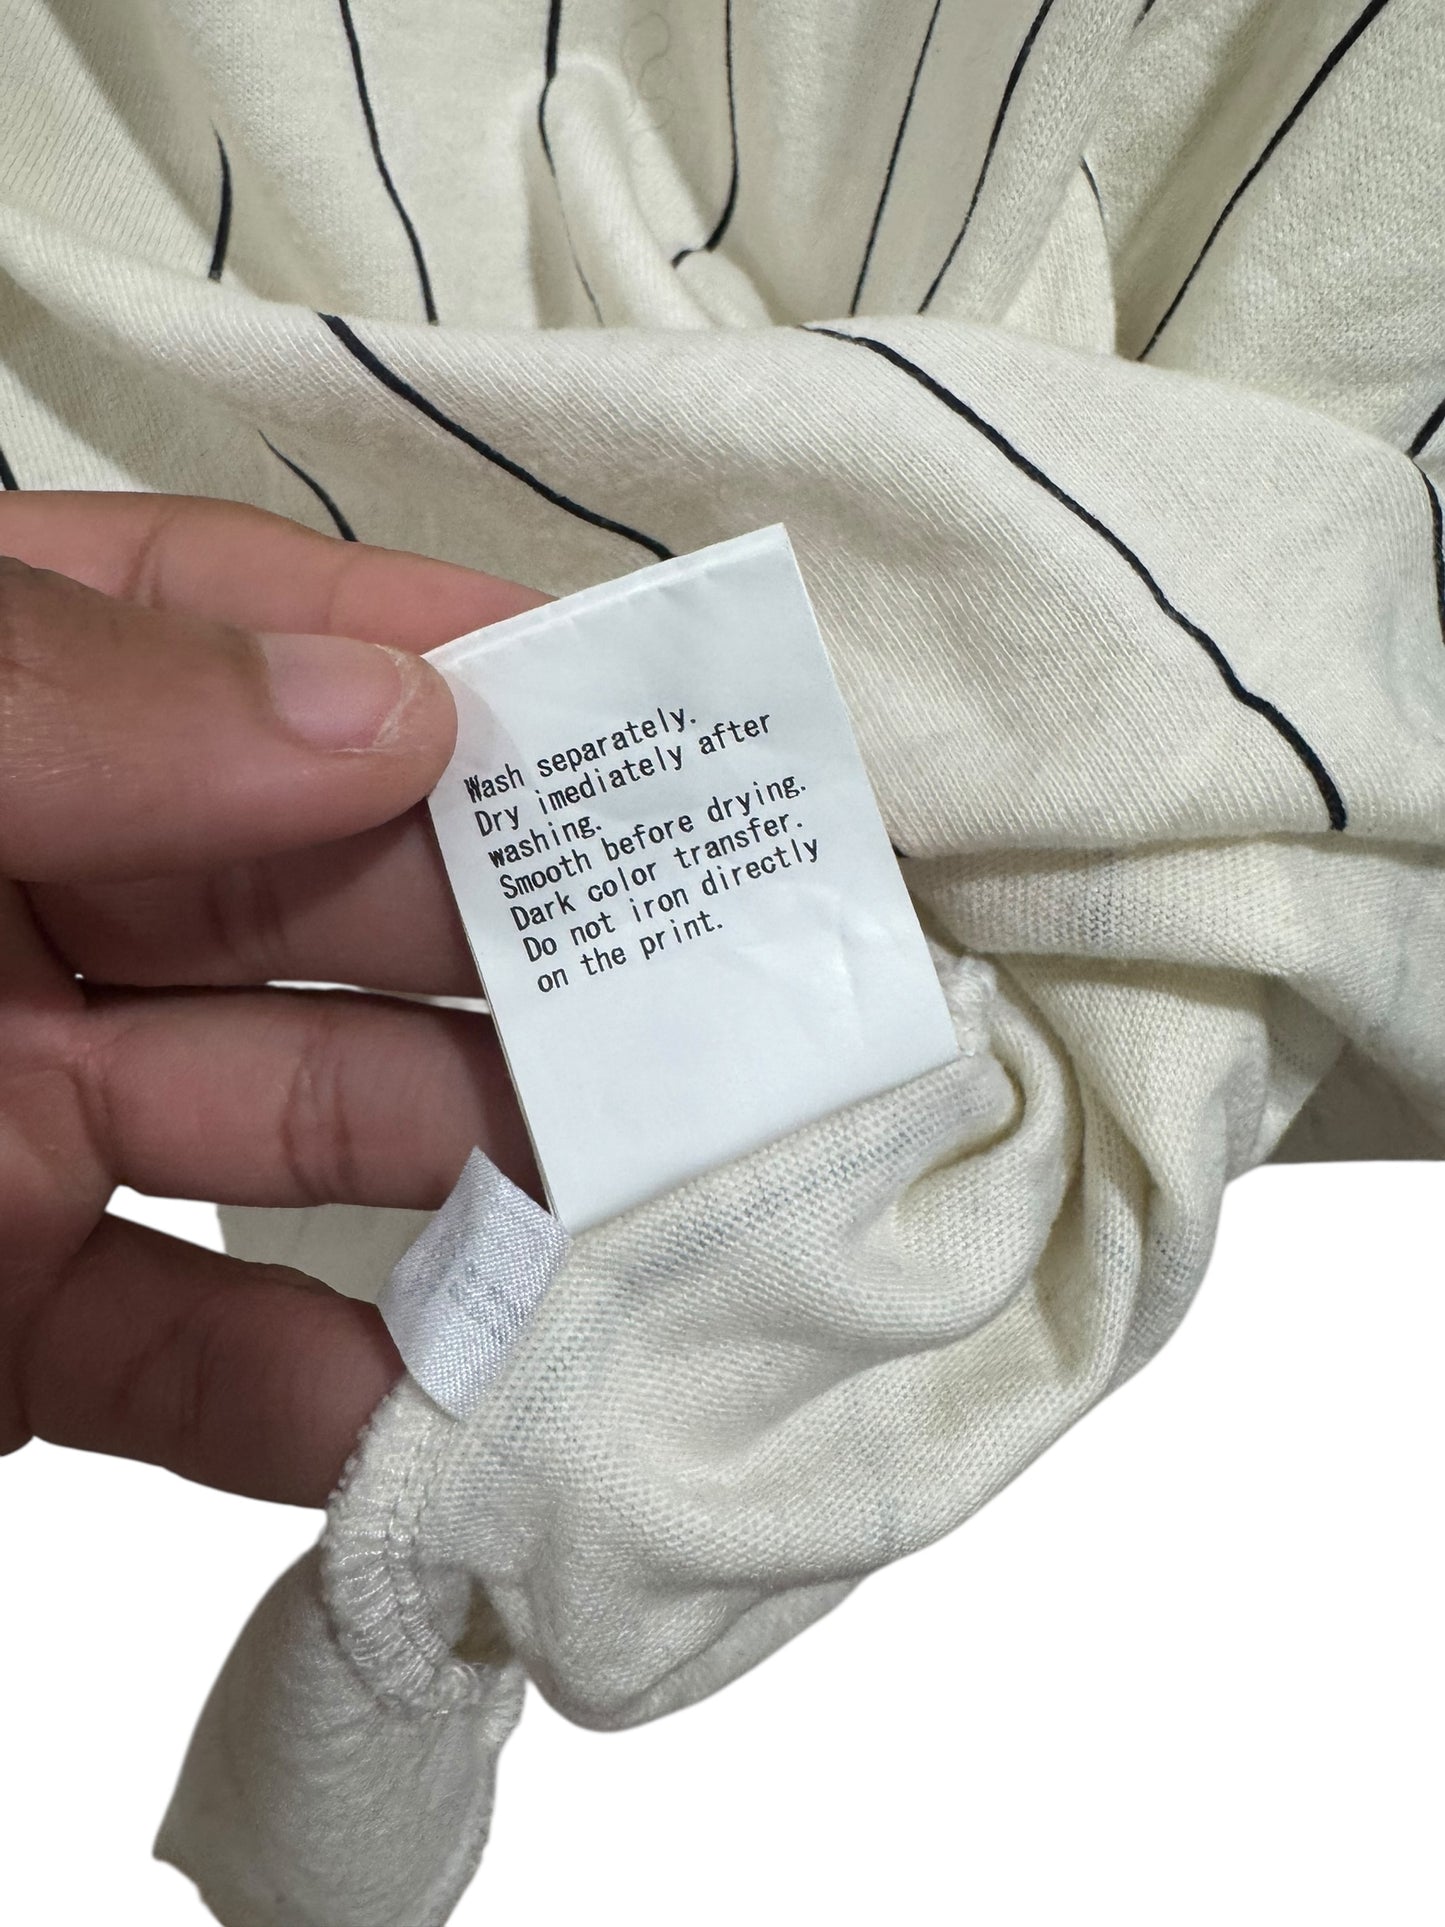 Wash separately.
Dry imediately after
washing.
Smooth before drying.
Dark color transfer.
Do not iron directly
on the print.